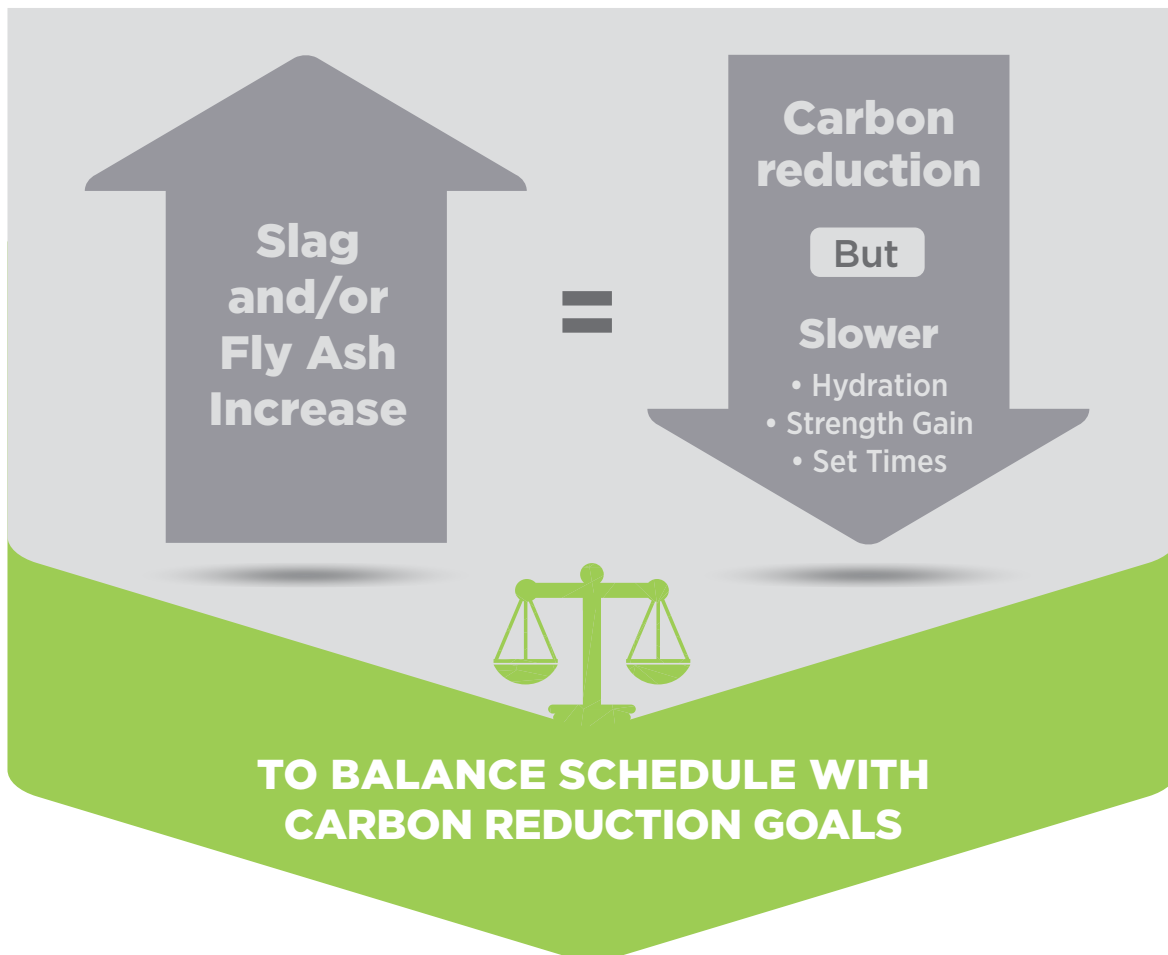 Slag
and/or
Fly Ash
Increase
=
Carbon
reduction
But
Slower
• Hydration
• Strength Gain
• Set Times
TO BALANCE SCHEDULE WITH
CARBON REDUCTION GOALS